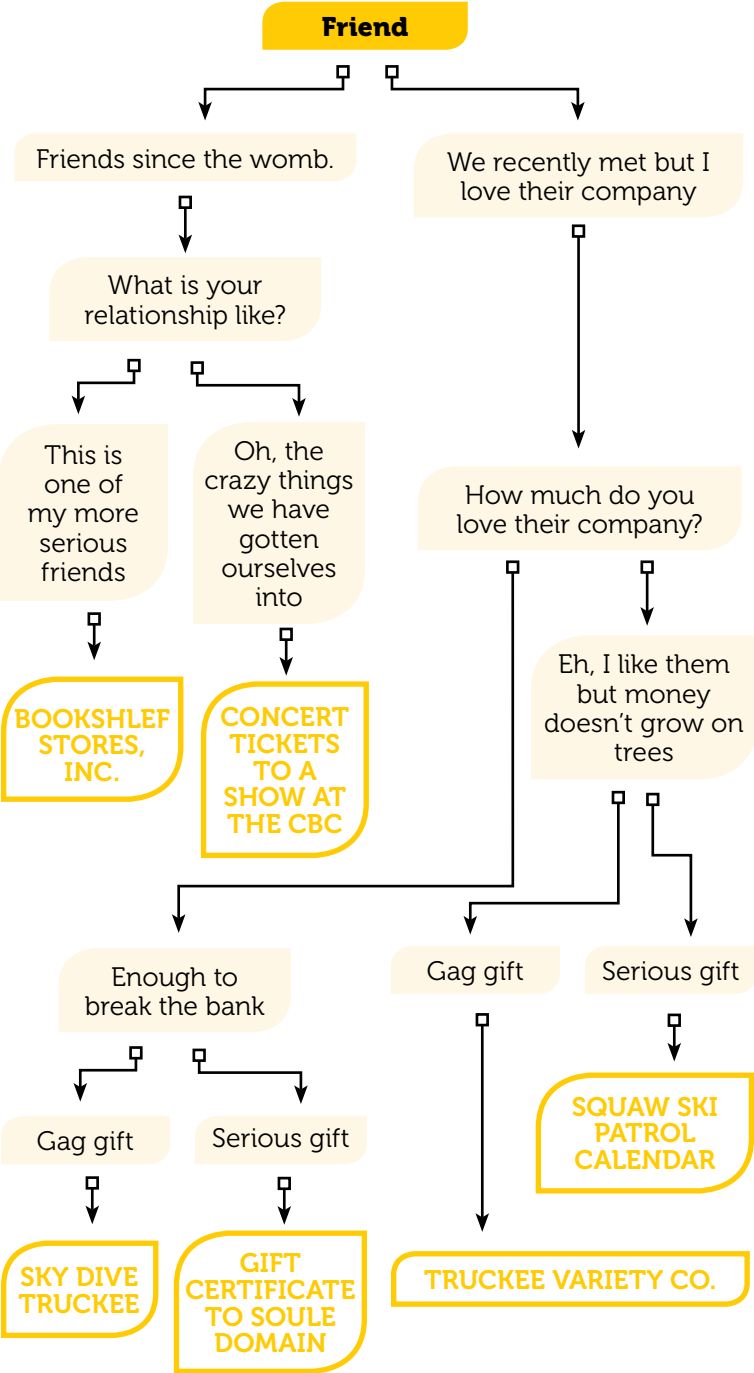 Friend
Friends since the womb.
We recently met but I
love their company
What is your
relationship like?
This is
one of
my more
serious
friends
Oh, the
crazy things
we have
gotten
ourselves
into
How much do you
love their company?
BOOKSHLEF
STORES,
INC.
CONCERT
TICKETS
TO A
SHOW AT
THE CBC
Eh, I like them
but money
doesn’t grow on
trees
Enough to
break the bank
Gag gift
Serious gift
Gag gift
Serious gift
SQUAW SKI
PATROL
CALENDAR
SKY DIVE
TRUCKEE
GIFT
CERTIFICATE
TO SOULE
DOMAIN
TRUCKEE VARIETY CO.